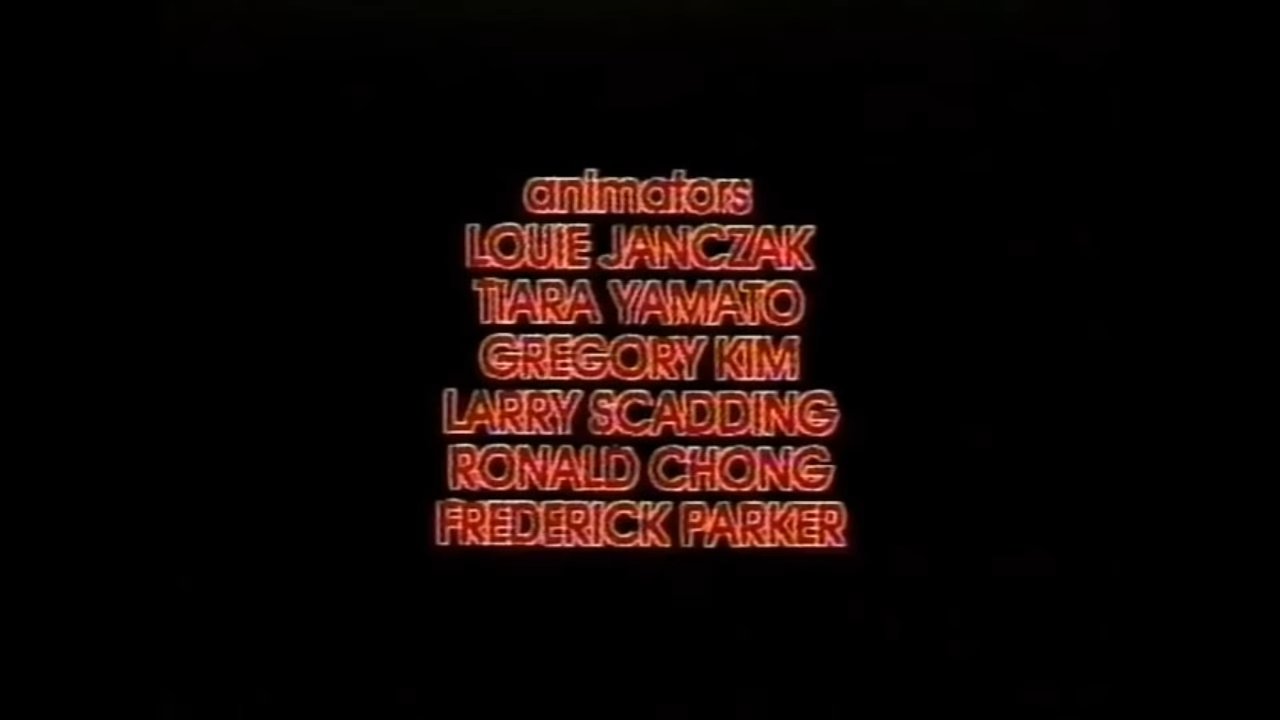 animators
LOUIE JANCZAK
TIARA YAMATO
GREGORY KIM
LARRY SCADDING
RONALD CHONG
FREDERICK PARKER